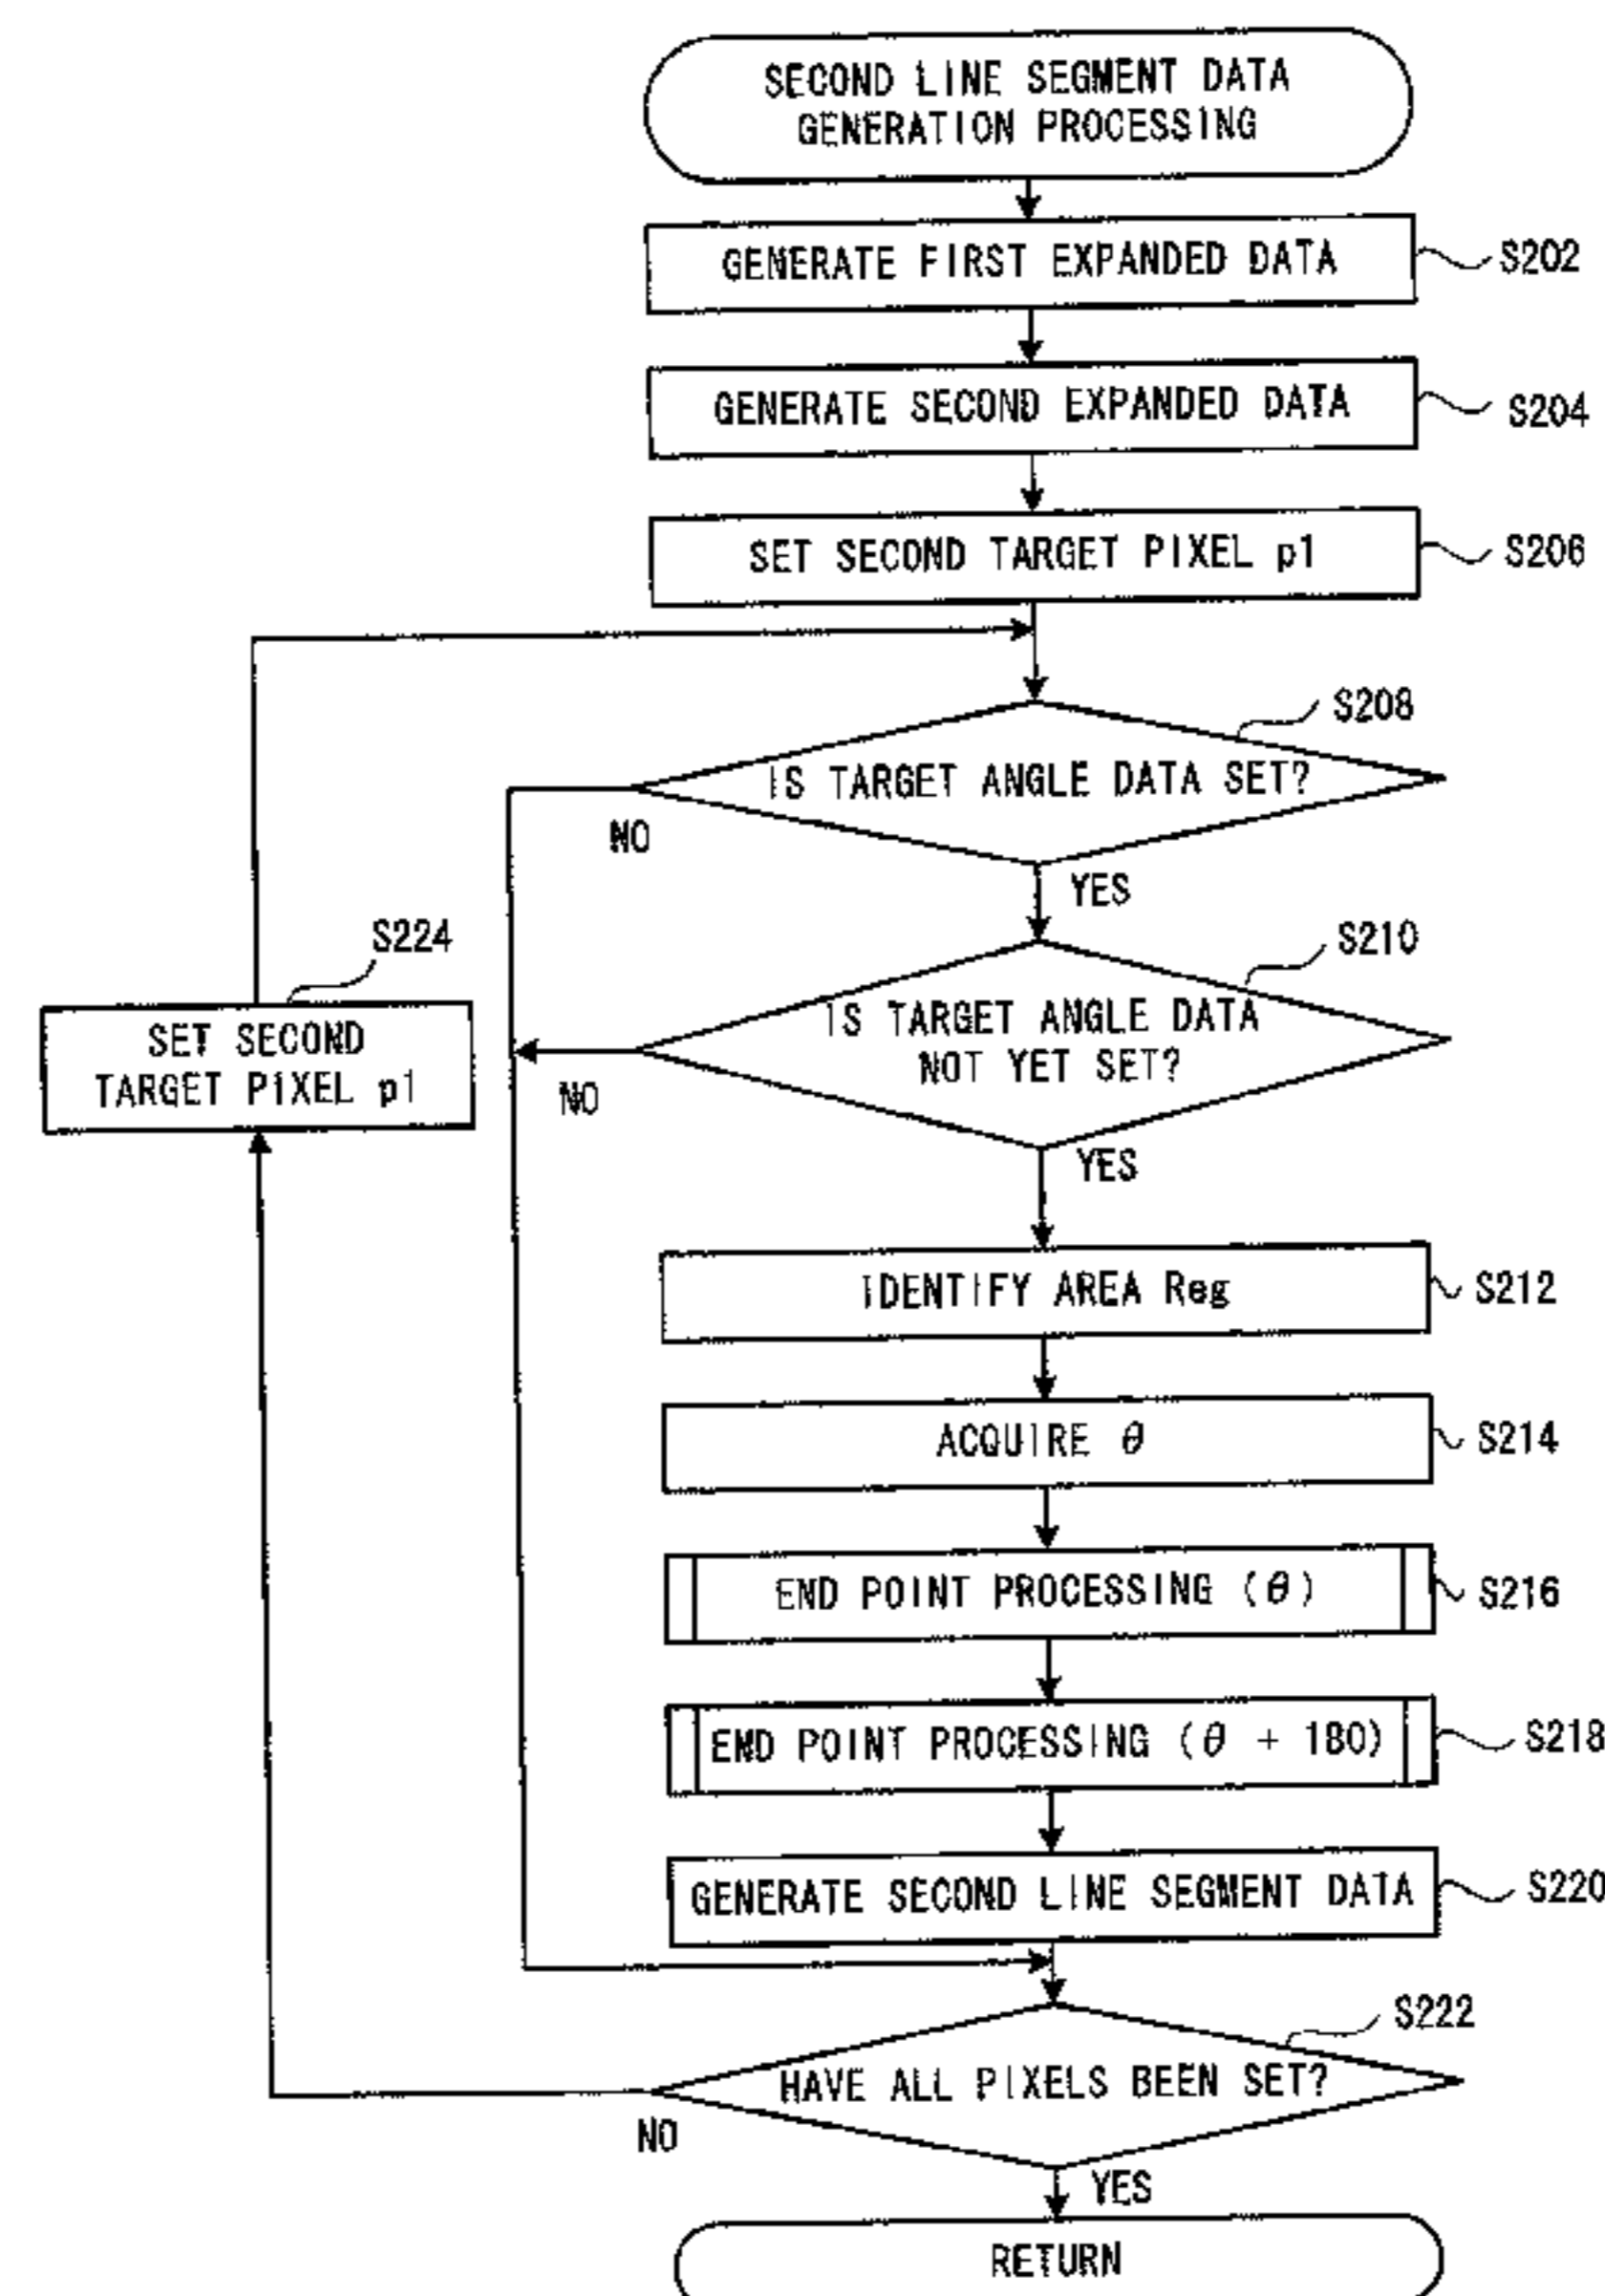 SECOND LINE SEGMENT DATA
GENERATION PROCESSING
GENERATE FIRST EXPANDED DATA
S202
GENERATE SECOND EXPANDED DATA
S204
SET SECOND TARGET PIXEL p1
S206
S208
IS TARGET ANGLE DATA SET?
NO
YES
S224
SET SECOND
TARGET PIXEL p1
S210
IS TARGET ANGLE DATA
NOT YET SET?
NO
YES
IDENTIFY AREA Reg
S212
ACQUIRE θ
S214
END POINT PROCESSING (θ)
S216
END POINT PROCESSING (θ + 180)
S218
GENERATE SECOND LINE SEGMENT DATA
S220
S222
HAVE ALL PIXELS BEEN SET?
NO
YES
RETURN